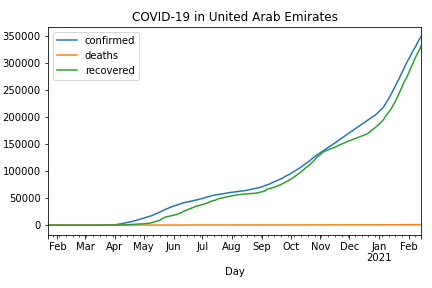 COVID-19 in United Arab Emirates
350000
300000
250000
200000
150000
100000
50000
0
confirmed
deaths
recovered
Feb Mar Apr May Jun Jul Aug Sep Oct Nov Dec Jan Feb
2021
Day